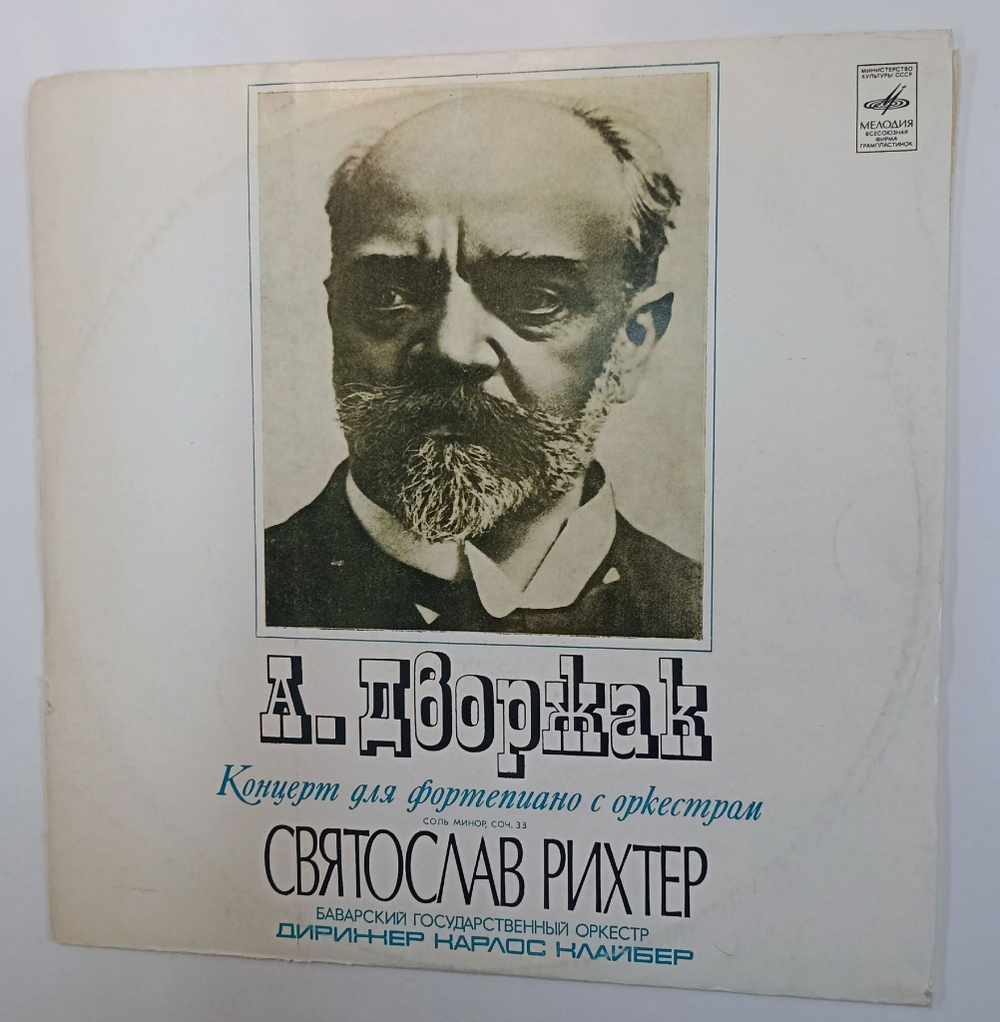 МИНИСТЕРСТВО
КУЛЬТУРЫ СССР
МЕЛОДИЯ
ВСЕСОЮЗНАЯ
ФИРМА
ГРАМПЛАСТИНОК
А. Дворжак
Концерт для фортепиано с оркестром
СОЛЬ МИНОР, СОЧ. 33
СВЯТОСЛАВ РИХТЕР
БАВАРСКИЙ ГОСУДАРСТВЕННЫЙ ОРКЕСТР
ДИРИЖЕР КАРЛОС КЛАЙБЕР